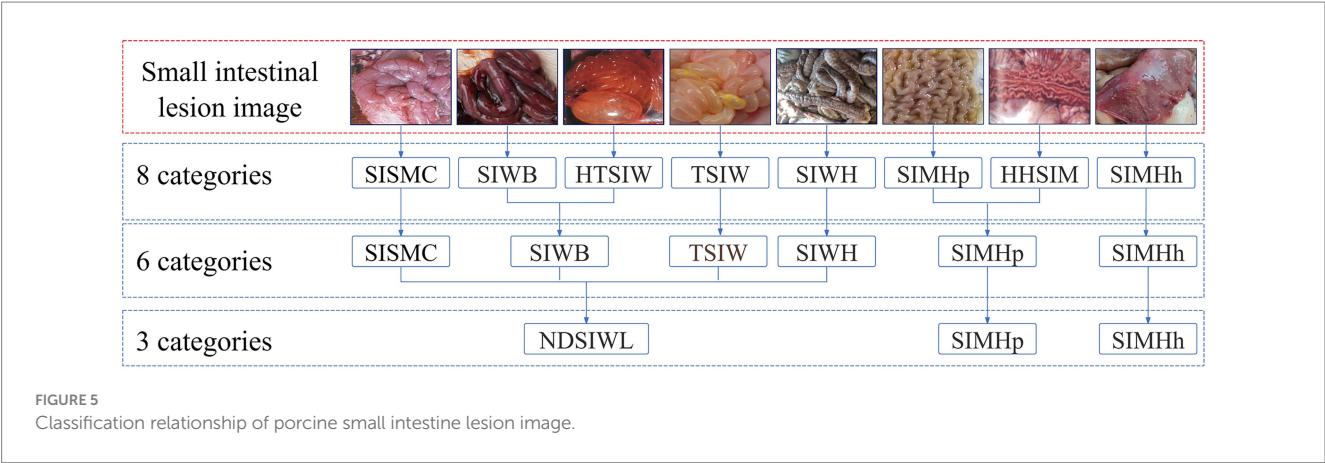 Small intestinal
lesion image
8 categories
SISMC SIWB HTSIW TSIW SIWH SIMHp HHSIM SIMHh
6 categories
SISMC SIWB TSIW SIWH SIMHp SIMHh
3 categories
NDSIWL SIMHp SIMHh
FIGURE 5
Classification relationship of porcine small intestine lesion image.